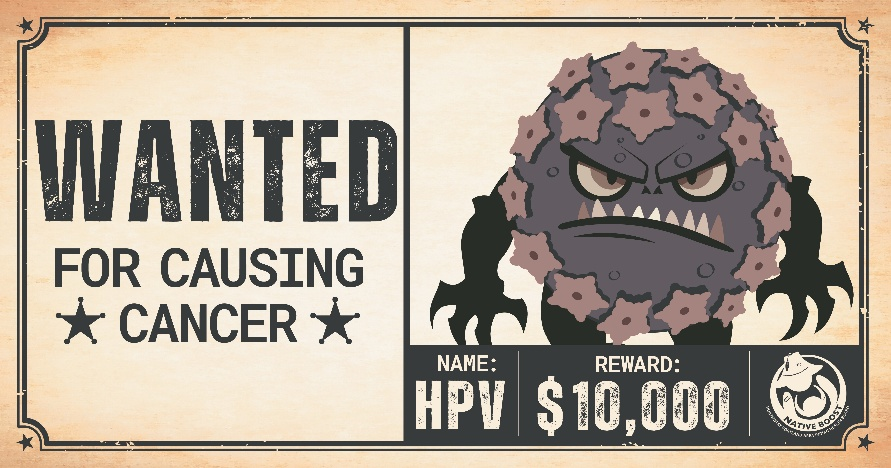 WANTED
FOR CAUSING
CANCER
NAME:
HPV
REWARD:
$10,000
NATIVE BOOST